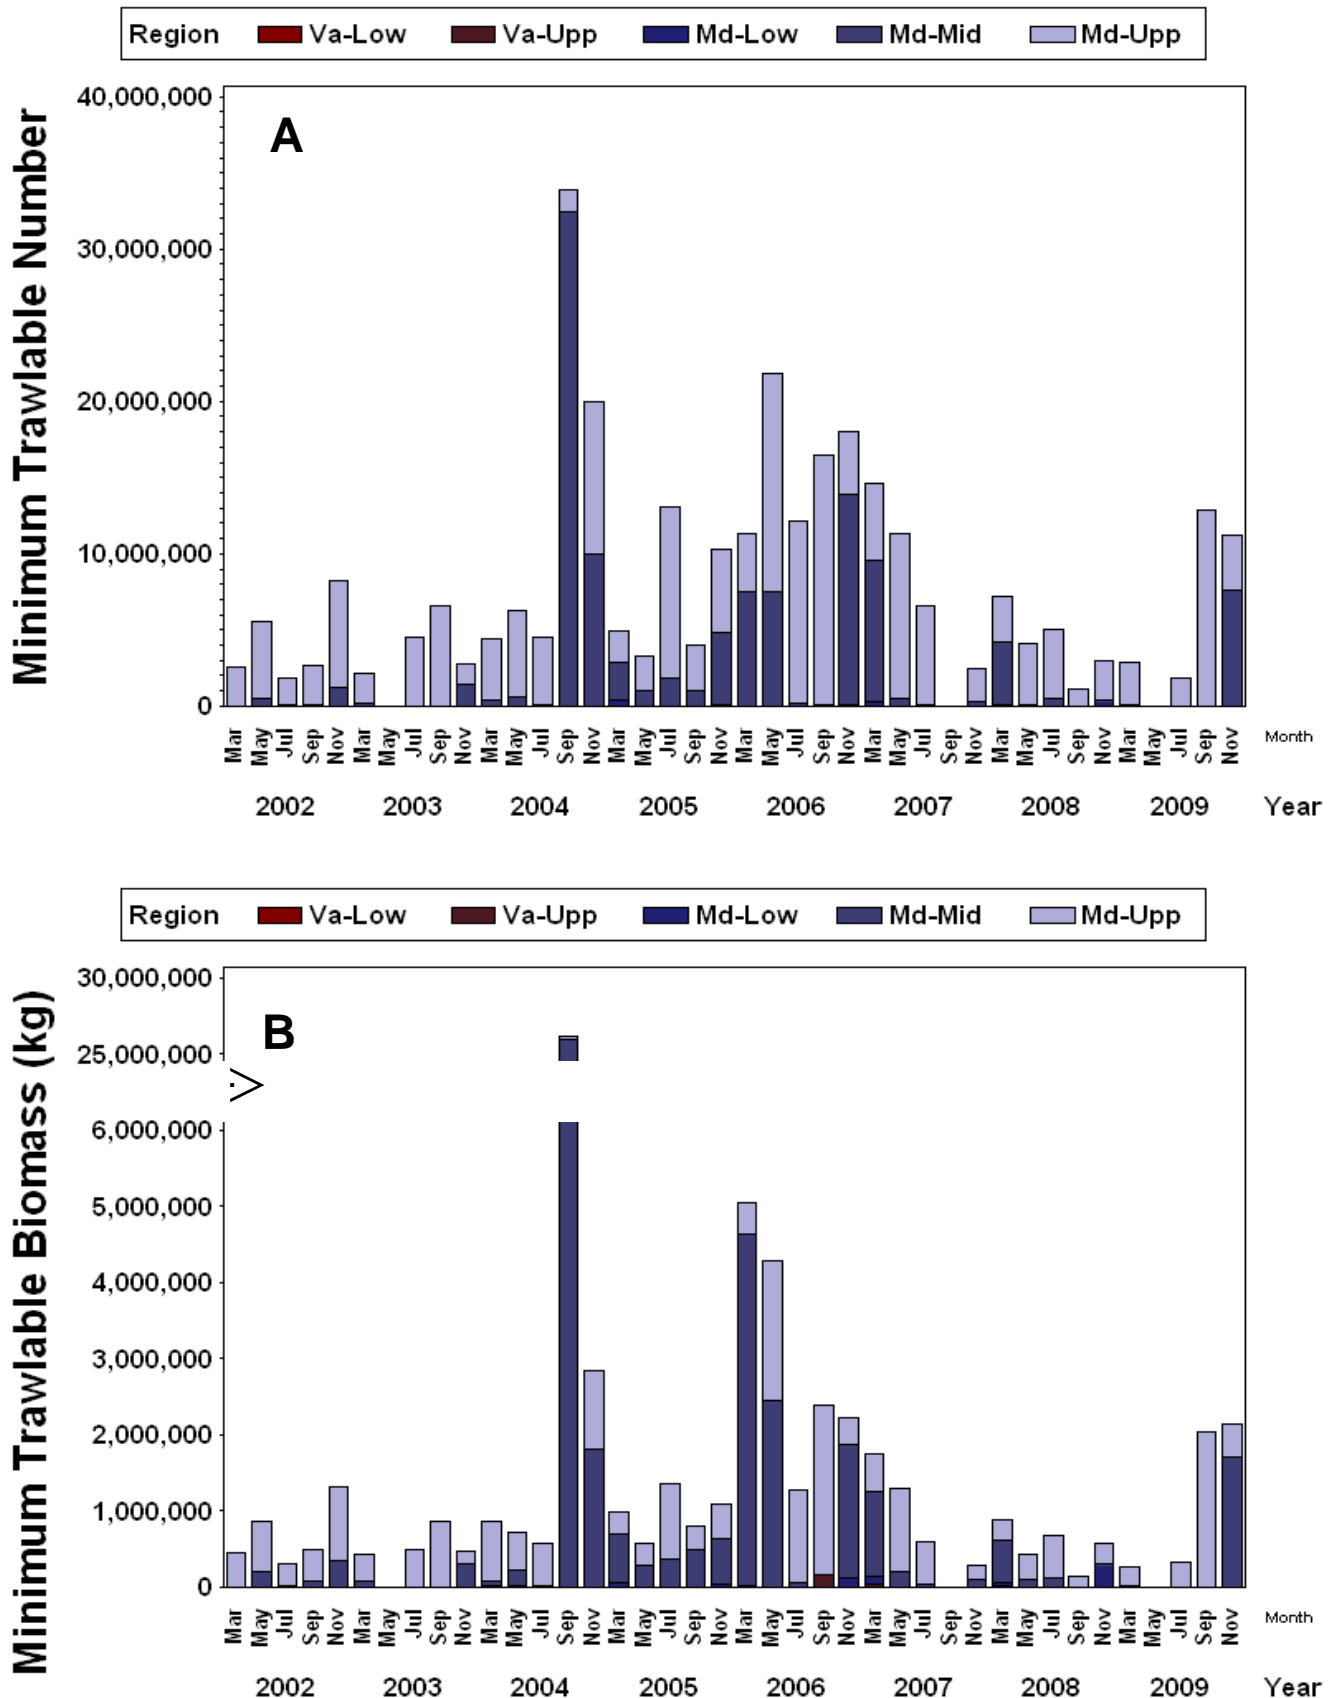 Region Va-Low Va-Upp Md-Low Md-Mid Md-Upp
Minimum Trawlable Number
A
40,000,000
30,000,000
20,000,000
10,000,000
0
Mar May Jul Sep Nov Mar May Jul Sep Nov Mar May Jul Sep Nov Mar May Jul Sep Nov Mar May Jul Sep Nov Mar May Jul Sep Nov Mar May Jul Sep Nov Mar May Jul Sep Nov Month
2002 2003 2004 2005 2006 2007 2008 2009 Year
Region Va-Low Va-Upp Md-Low Md-Mid Md-Upp
Minimum Trawlable Biomass (kg)
B
30,000,000
25,000,000
6,000,000
5,000,000
4,000,000
3,000,000
2,000,000
1,000,000
0
Mar May Jul Sep Nov Mar May Jul Sep Nov Mar May Jul Sep Nov Mar May Jul Sep Nov Mar May Jul Sep Nov Mar May Jul Sep Nov Mar May Jul Sep Nov Mar May Jul Sep Nov Month
2002 2003 2004 2005 2006 2007 2008 2009 Year